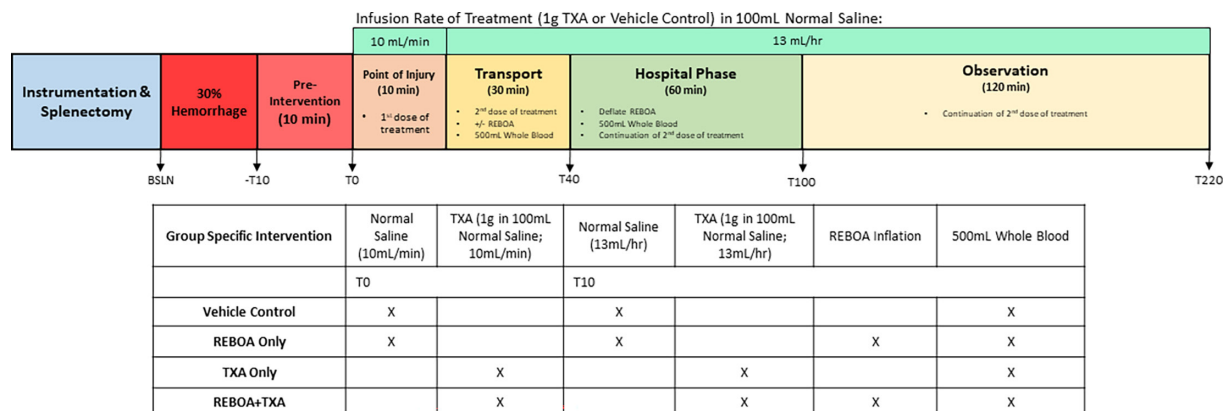 Infusion Rate of Treatment (1g TXA or Vehicle Control) in 100mL Normal Saline:
10 mL/min
13 mL/hr
Instrumentation &
Splenectomy
30%
Hemorrhage
Pre-
Intervention
(10 min)
Point of Injury
(10 min)
• 1st dose of
treatment
Transport
(30 min)
• 2nd dose of treatment
• +/- REBOA
• 500mL Whole Blood
Hospital Phase
(60 min)
• Deflate REBOA
• 500mL Whole Blood
• Continuation of 2nd dose of treatment
Observation
(120 min)
• Continuation of 2nd dose of treatment
BSLN
-T10
T0
T40
T100
T220
Group Specific Intervention
Normal
Saline
(10mL/min)
TXA (1g in 100mL
Normal Saline;
10mL/min)
Normal Saline
(13mL/hr)
TXA (1g in 100mL
Normal Saline;
13mL/hr)
REBOA Inflation
500mL Whole Blood
T0 T10
Vehicle Control X X X
REBOA Only X X X X
TXA Only X X X
REBOA+TXA X X X X